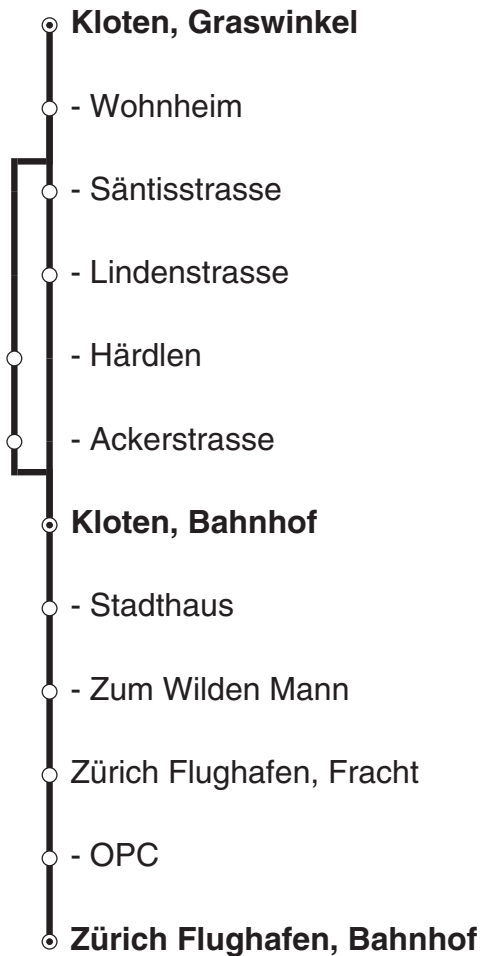 Kloten, Graswinkel
- Wohnheim
- Säntisstrasse
- Lindenstrasse
- Härdlen
- Ackerstrasse
Kloten, Bahnhof
- Stadthaus
- Zum Wilden Mann
Zürich Flughafen, Fracht
- OPC
Zürich Flughafen, Bahnhof